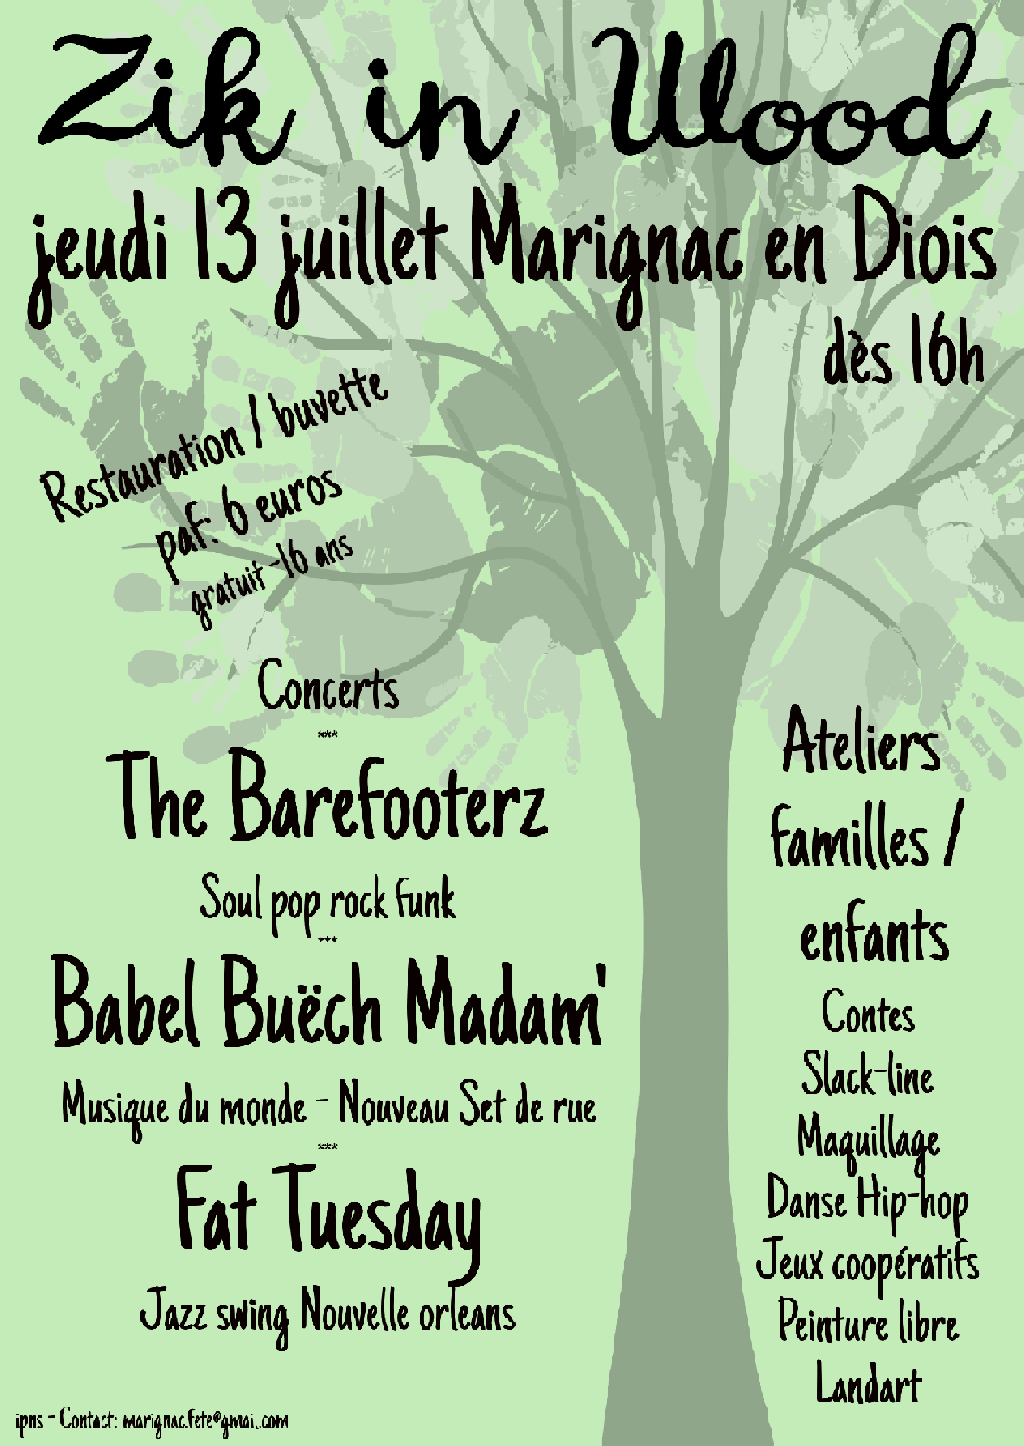 Zik in Wood
jeudi 13 juillet Marignac en Diois
dès 16h
Restauration / buvette
paf: 6 euros
gratuit -16 ans
Concerts
***
The Barefooterz
Soul pop rock funk
***
Babel Buëch Madam'
Musique du monde - Nouveau Set de rue
***
Fat Tuesday
Jazz swing Nouvelle orleans
Ateliers
familles /
enfants
Contes
Slack-line
Maquillage
Danse Hip-hop
Jeux coopératifs
Peinture libre
Landart
ipns - Contact: marignac.fete@gmail.com